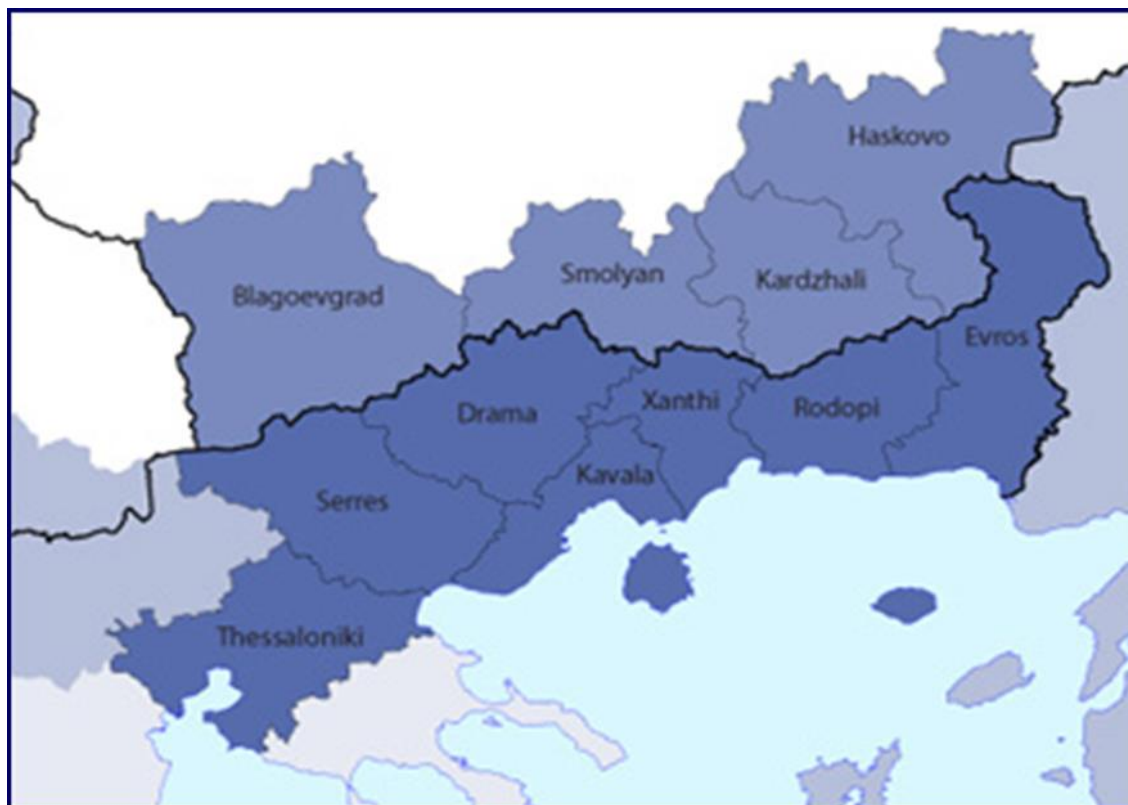 Haskovo
Smolyan
Kardzhali
Blagoevgrad
Evros
Drama
Xanthi
Rodopi
Kavala
Serres
Thessaloniki